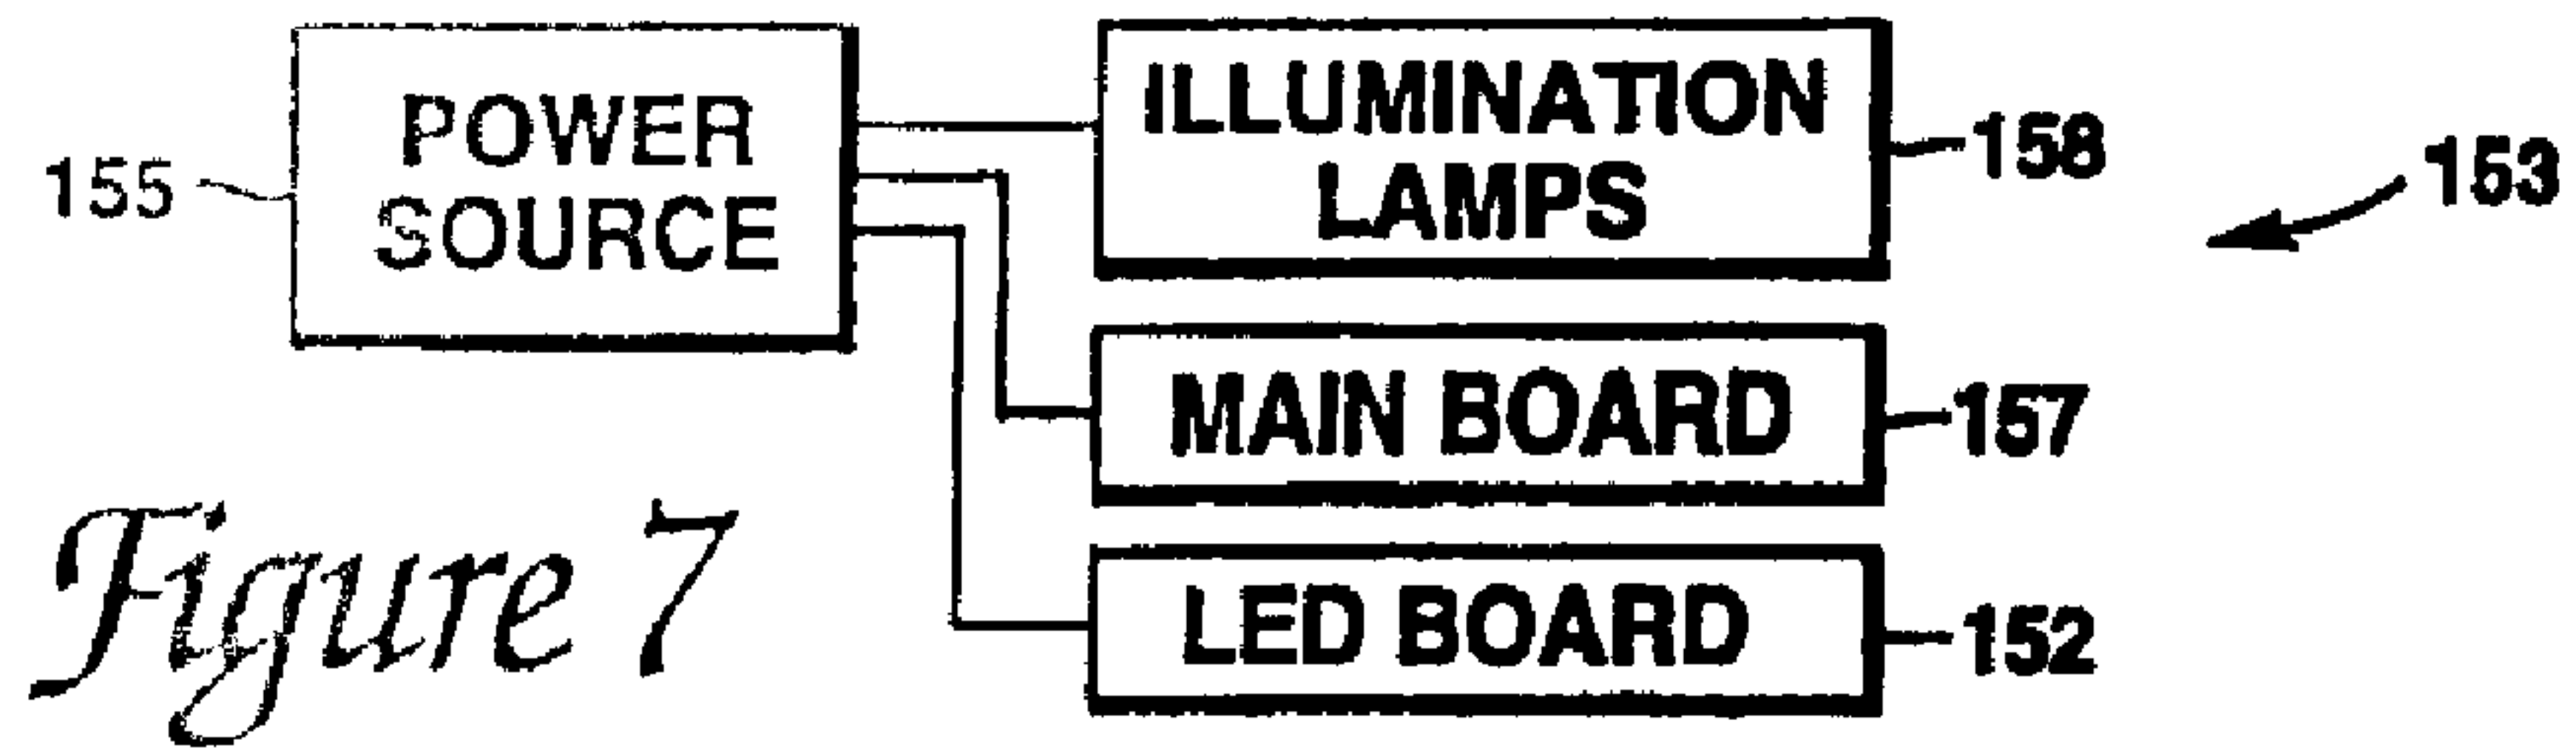 POWER
SOURCE
155
ILLUMINATION
LAMPS
158
153
MAIN BOARD
157
LED BOARD
152
Figure 7